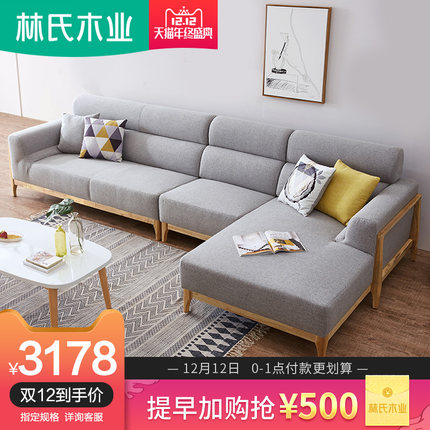 林氏木业
12.12
天猫年终盛典
¥3178
双12到手价
指定规格 详询客服
12月12日 0-1点付款更划算
提早加购抢¥500
林氏木业